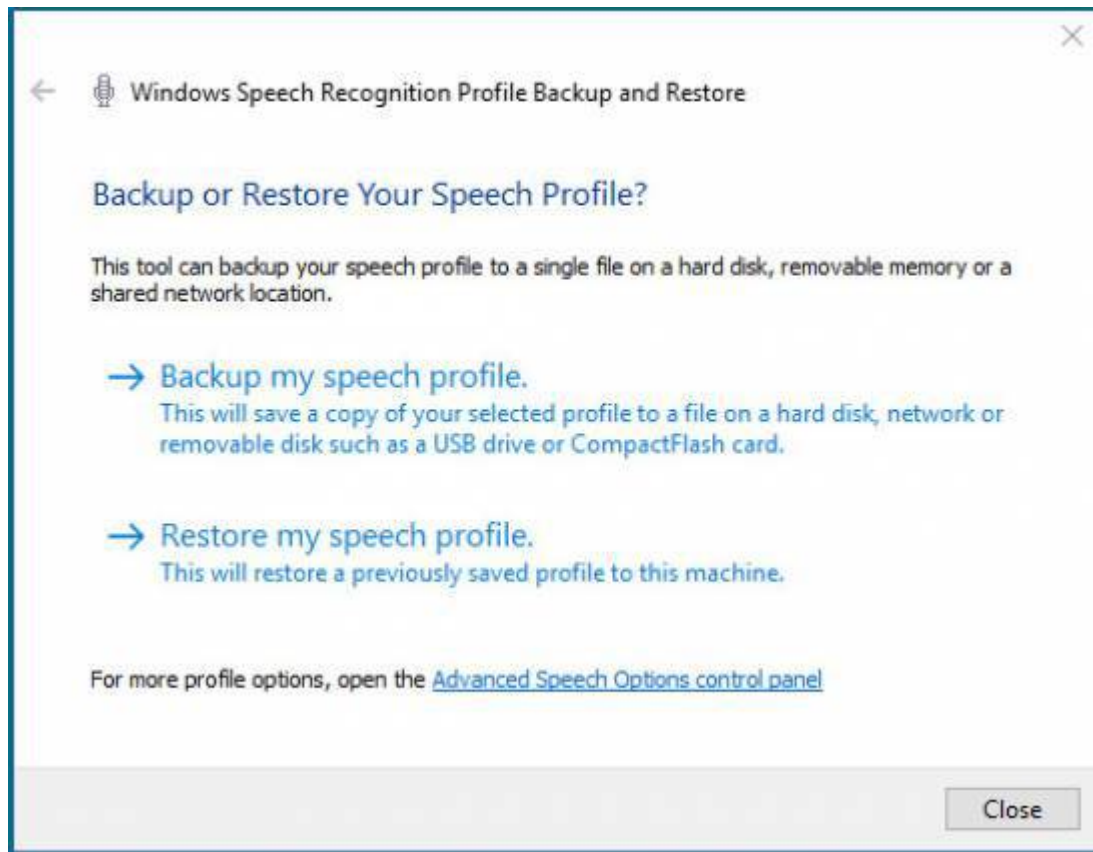 Windows Speech Recognition Profile Backup and Restore
Backup or Restore Your Speech Profile?
This tool can backup your speech profile to a single file on a hard disk, removable memory or a
shared network location.
Backup my speech profile.
This will save a copy of your selected profile to a file on a hard disk, network or
removable disk such as a USB drive or CompactFlash card.
Restore my speech profile.
This will restore a previously saved profile to this machine.
For more profile options, open the Advanced Speech Options control panel
Close